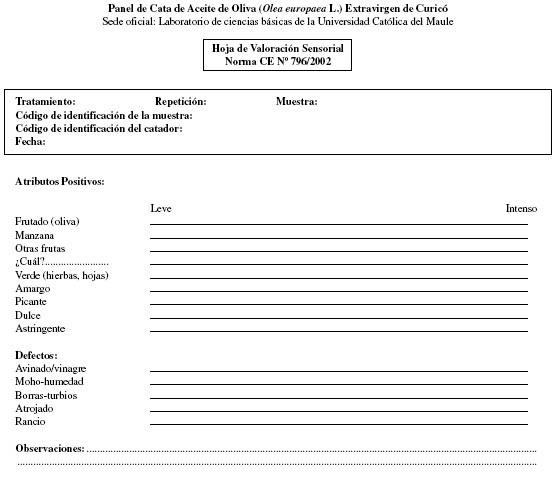 Panel de Cata de Aceite de Oliva (Olea europaea L.) Extravirgen de Curicó
Sede oficial: Laboratorio de ciencias básicas de la Universidad Católica del Maule
Hoja de Valoración Sensorial
Norma CE Nº 796/2002
Tratamiento: Repetición: Muestra:
Código de identificación de la muestra:
Código de identificación del catador:
Fecha:
Atributos Positivos:
Leve Intenso
Frutado (oliva)
Manzana
Otras frutas
¿Cuál?........................
Verde (hierbas, hojas)
Amargo
Picante
Dulce
Astringente
Defectos:
Avinado/vinagre
Moho-humedad
Borras-turbios
Atrojado
Rancio
Observaciones: ................................................................................
................................................................................